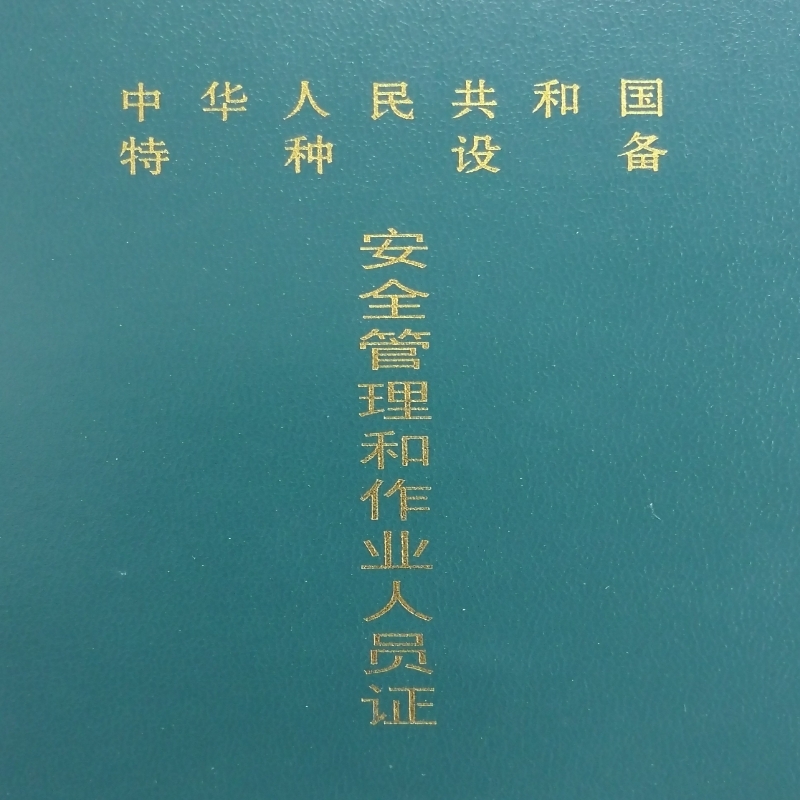 中华人民共和国
特种设备
安全管理和作业人员证